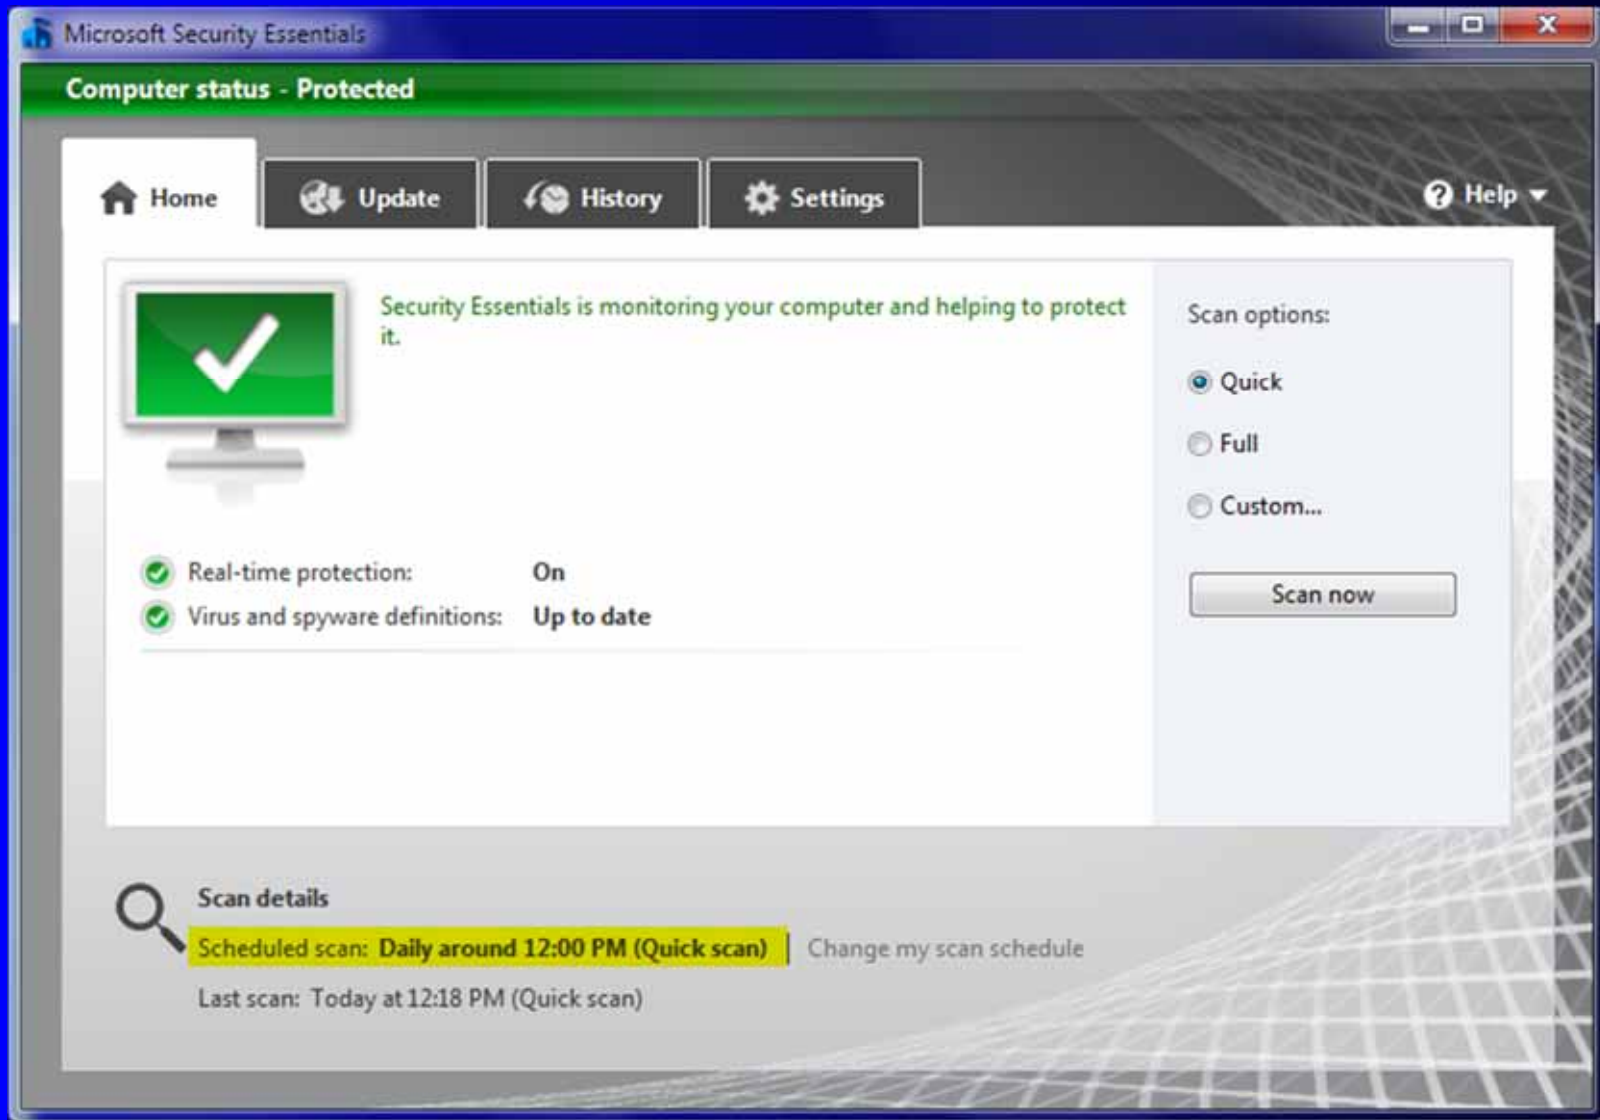 Microsoft Security Essentials
Computer status - Protected
Home
Update
History
Settings
Help
Security Essentials is monitoring your computer and helping to protect
it.
Scan options:
Quick
Full
Custom...
Scan now
Real-time protection: On
Virus and spyware definitions: Up to date
Scan details
Scheduled scan: Daily around 12:00 PM (Quick scan) | Change my scan schedule
Last scan: Today at 12:18 PM (Quick scan)